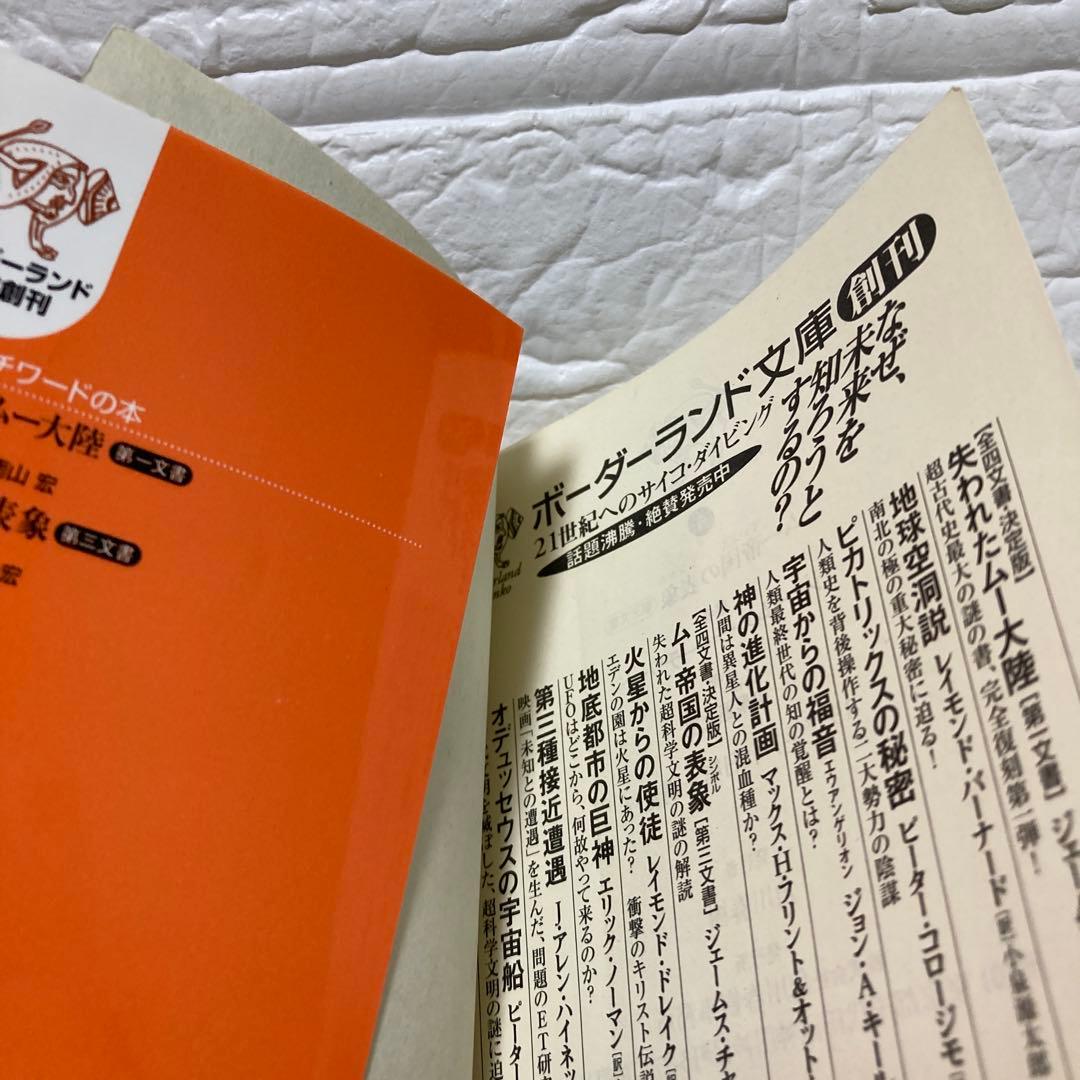 ーランド
創刊
チワードの本
ムー大陸 第一文書
山 宏
表象 第三文書
宏
ボーダーランド文庫 創刊
21世紀へのサイコ・ダイビング
話題沸騰・絶賛発売中
なぜ、
未来を
知ろうと
するの?
【全四文書・決定版】
失われたムー大陸【第一文書】 ジェー
超古代史最大の謎の書、完全復刻第一弾!
地球空洞説 レイモンド・バーナード【訳】小泉源太郎
南北の極の重大秘密に迫る!
ピカトリックスの秘密 ピーター・コロージモ
人類史を背後操作する二大勢力の陰謀
宇宙からの福音 エヴァンゲリオン ジョン・A・キー
人類最終世代の知の覚醒とは?
神の進化計画 マックス・H・フリント&オット
人間は異星人との混血種か?
【全四文書・決定版】
ムー帝国の表象 シンボル 【第三文書】 ジェームス・チャ
失われた超科学文明の謎の解読
火星からの使徒 レイモンド・ドレイク
エデンの園は火星にあった? 衝撃のキリスト伝説
地底都市の巨神 エリック・ノーマン【訳】
UFOはどこから、何故やって来るのか?
第三種接近遭遇 J・アレン・ハイネッ
映画「未知との遭遇」を生んだ、問題のET研
オデュッセウスの宇宙船 ピーター
文明を滅ぼした、超科学文明の謎に迫
erland
nko